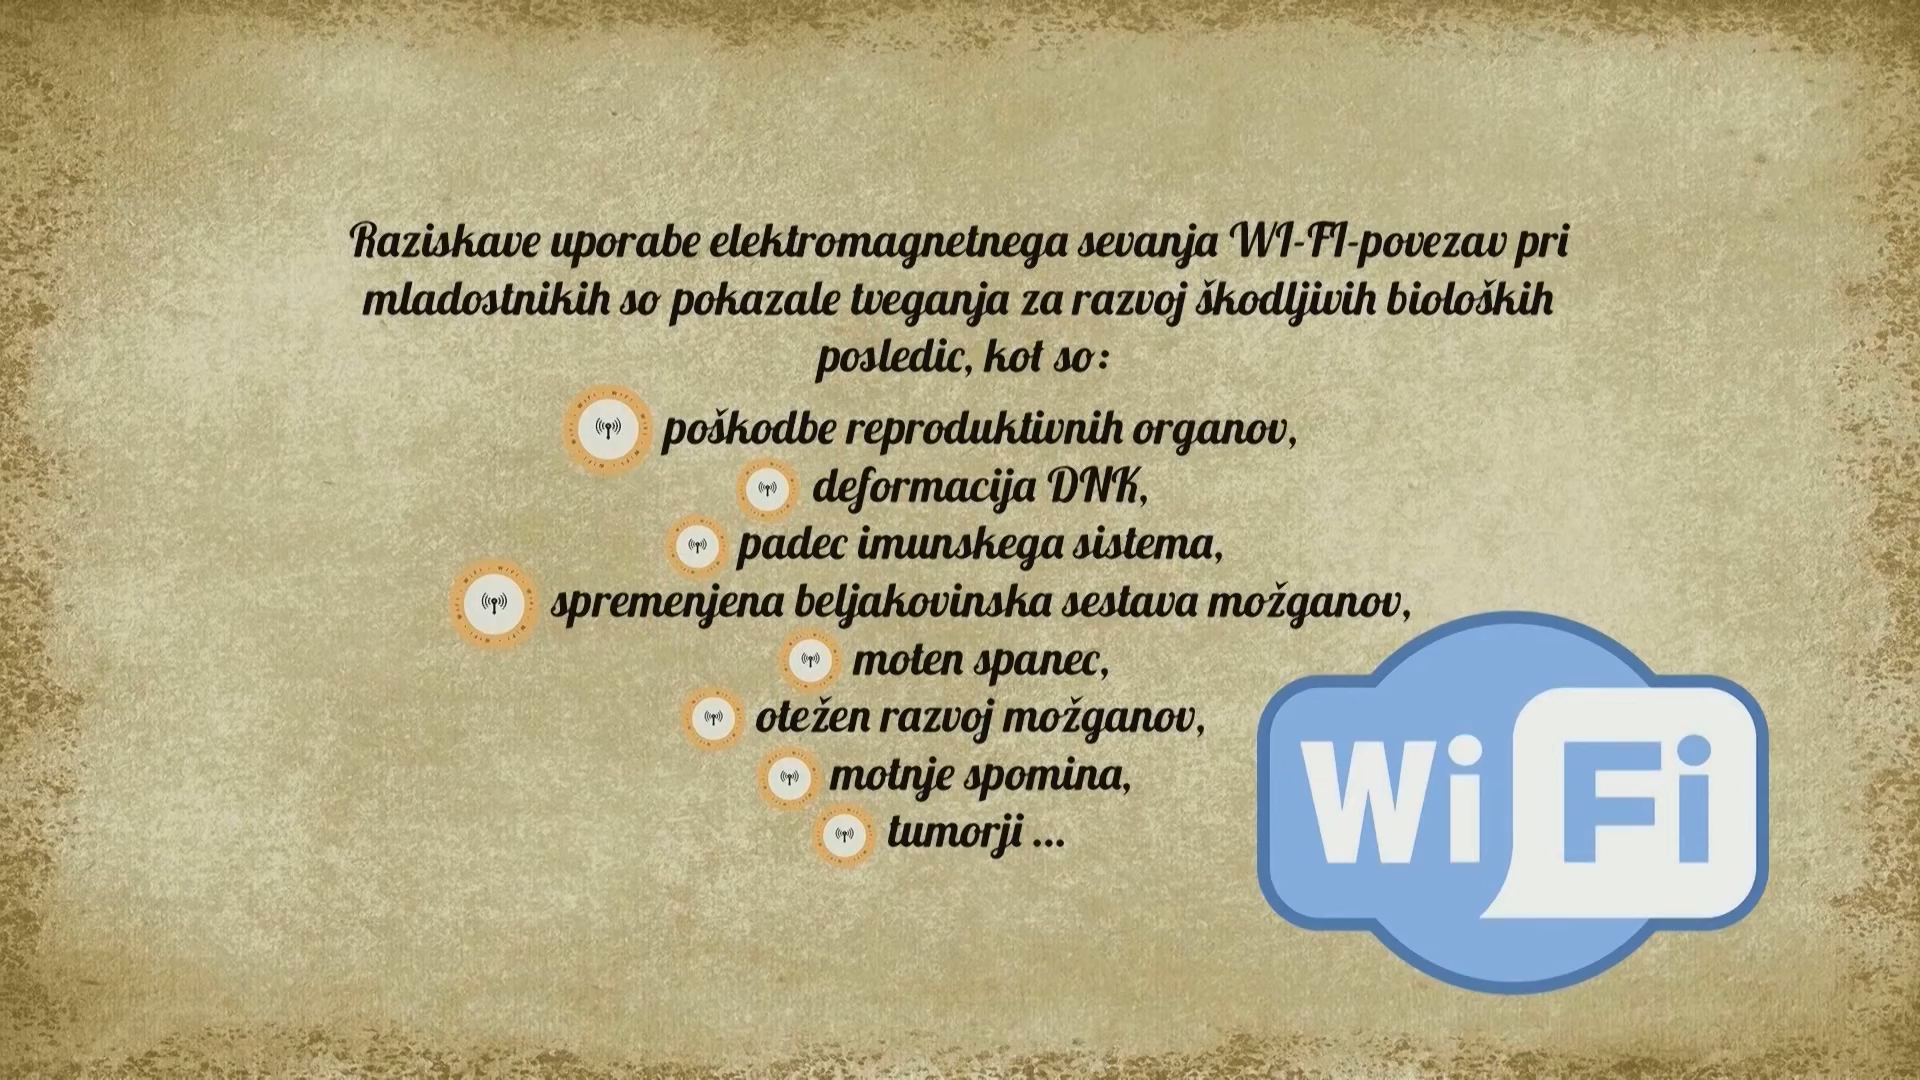 Raziskave uporabe elektromagnetnega sevanja WI-FI-povezav pri
mladostnikih so pokazale tveganja za razvoj škodljivih bioloških
posledic, kot so:
poškodbe reproduktivnih organov,
deformacija DNK,
padec imunskega sistema,
spremenjena beljakovinska sestava možganov,
moten spanec,
otežen razvoj možganov,
motnje spomina,
tumorji ...
Wi Fi